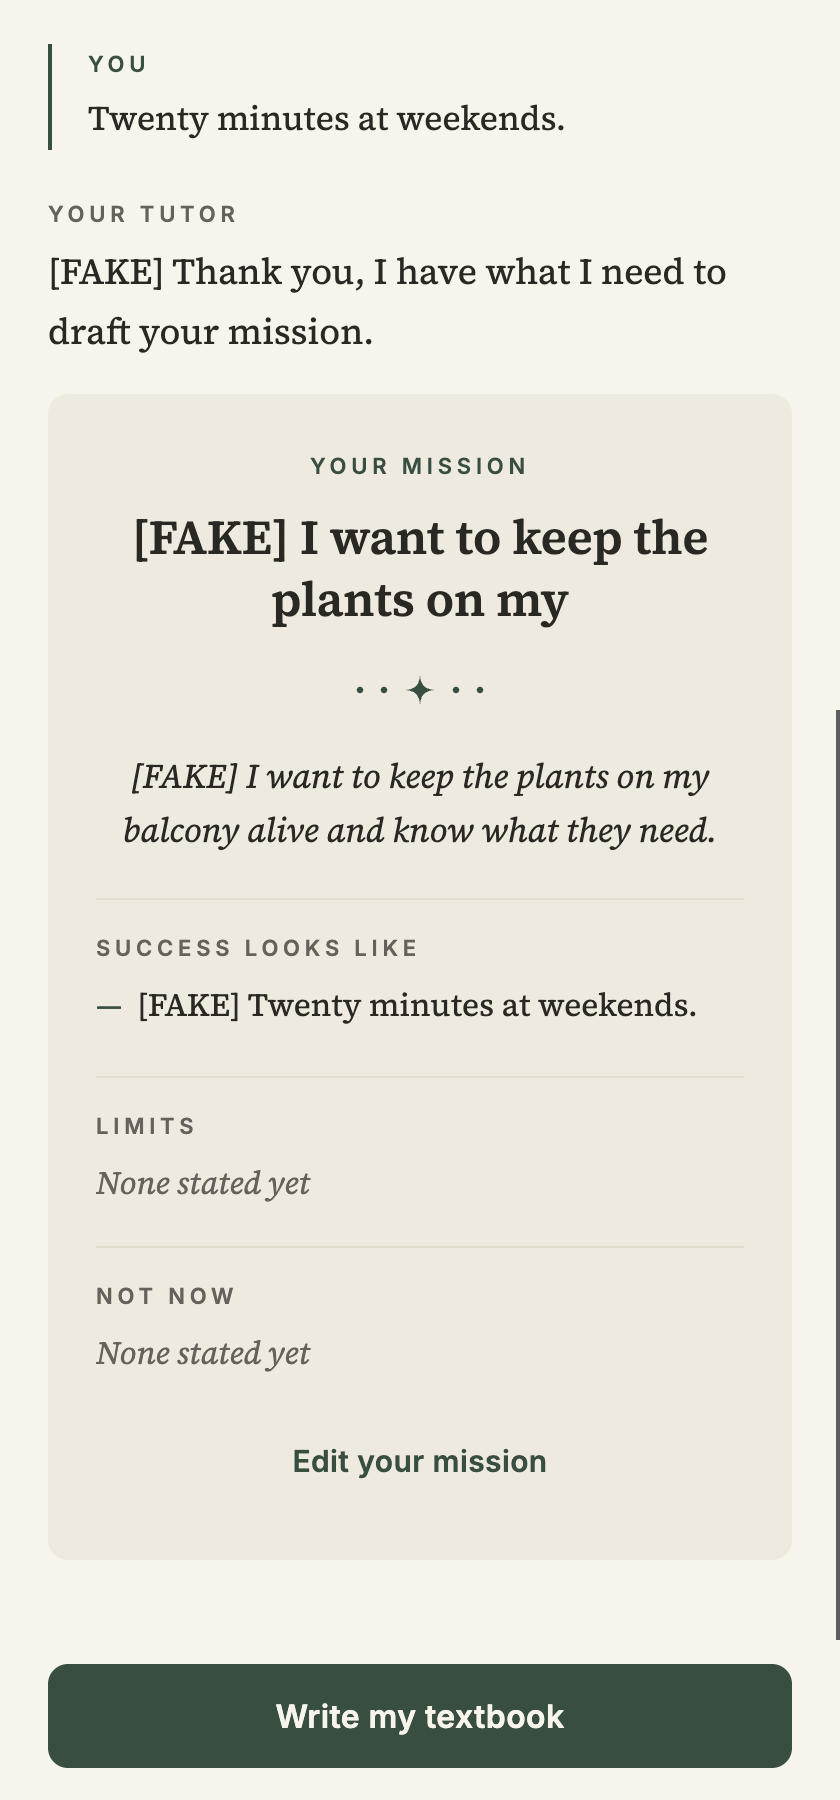 YOU
Twenty minutes at weekends.
YOUR TUTOR
[FAKE] Thank you, I have what I need to
draft your mission.
YOUR MISSION
[FAKE] I want to keep the
plants on my
[FAKE] I want to keep the plants on my
balcony alive and know what they need.
SUCCESS LOOKS LIKE
— [FAKE] Twenty minutes at weekends.
LIMITS
None stated yet
NOT NOW
None stated yet
Edit your mission
Write my textbook